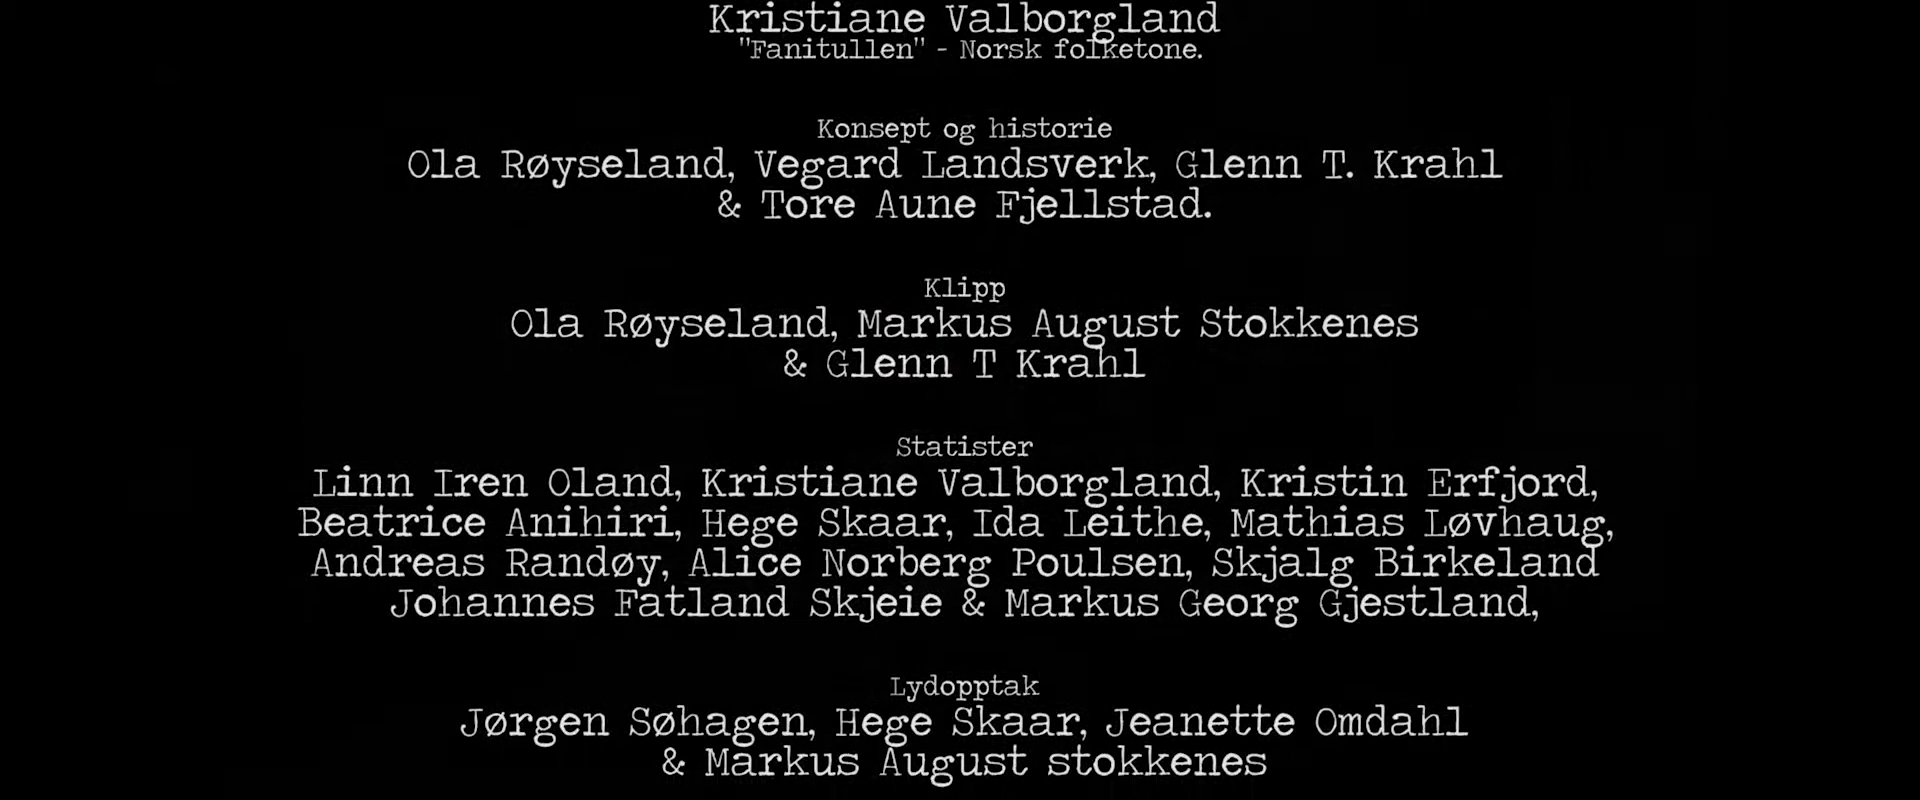 Kristiane Valborgland
"Fanitullen" - Norsk folketone.
Konsept og historie
Ola Røyseland, Vegard Landsverk, Glenn T. Krahl
& Tore Aune Fjellstad.
Klipp
Ola Røyseland, Markus August Stokkenes
& Glenn T Krahl
Statister
Linn Iren Oland, Kristiane Valborgland, Kristin Erfjord,
Beatrice Anihiri, Hege Skaar, Ida Leithe, Mathias Løvhaug,
Andreas Randøy, Alice Norberg Poulsen, Skjalg Birkeland
Johannes Fatland Skjeie & Markus Georg Gjestland,
Lydopptak
Jørgen Søhagen, Hege Skaar, Jeanette Omdahl
& Markus August stokkenes